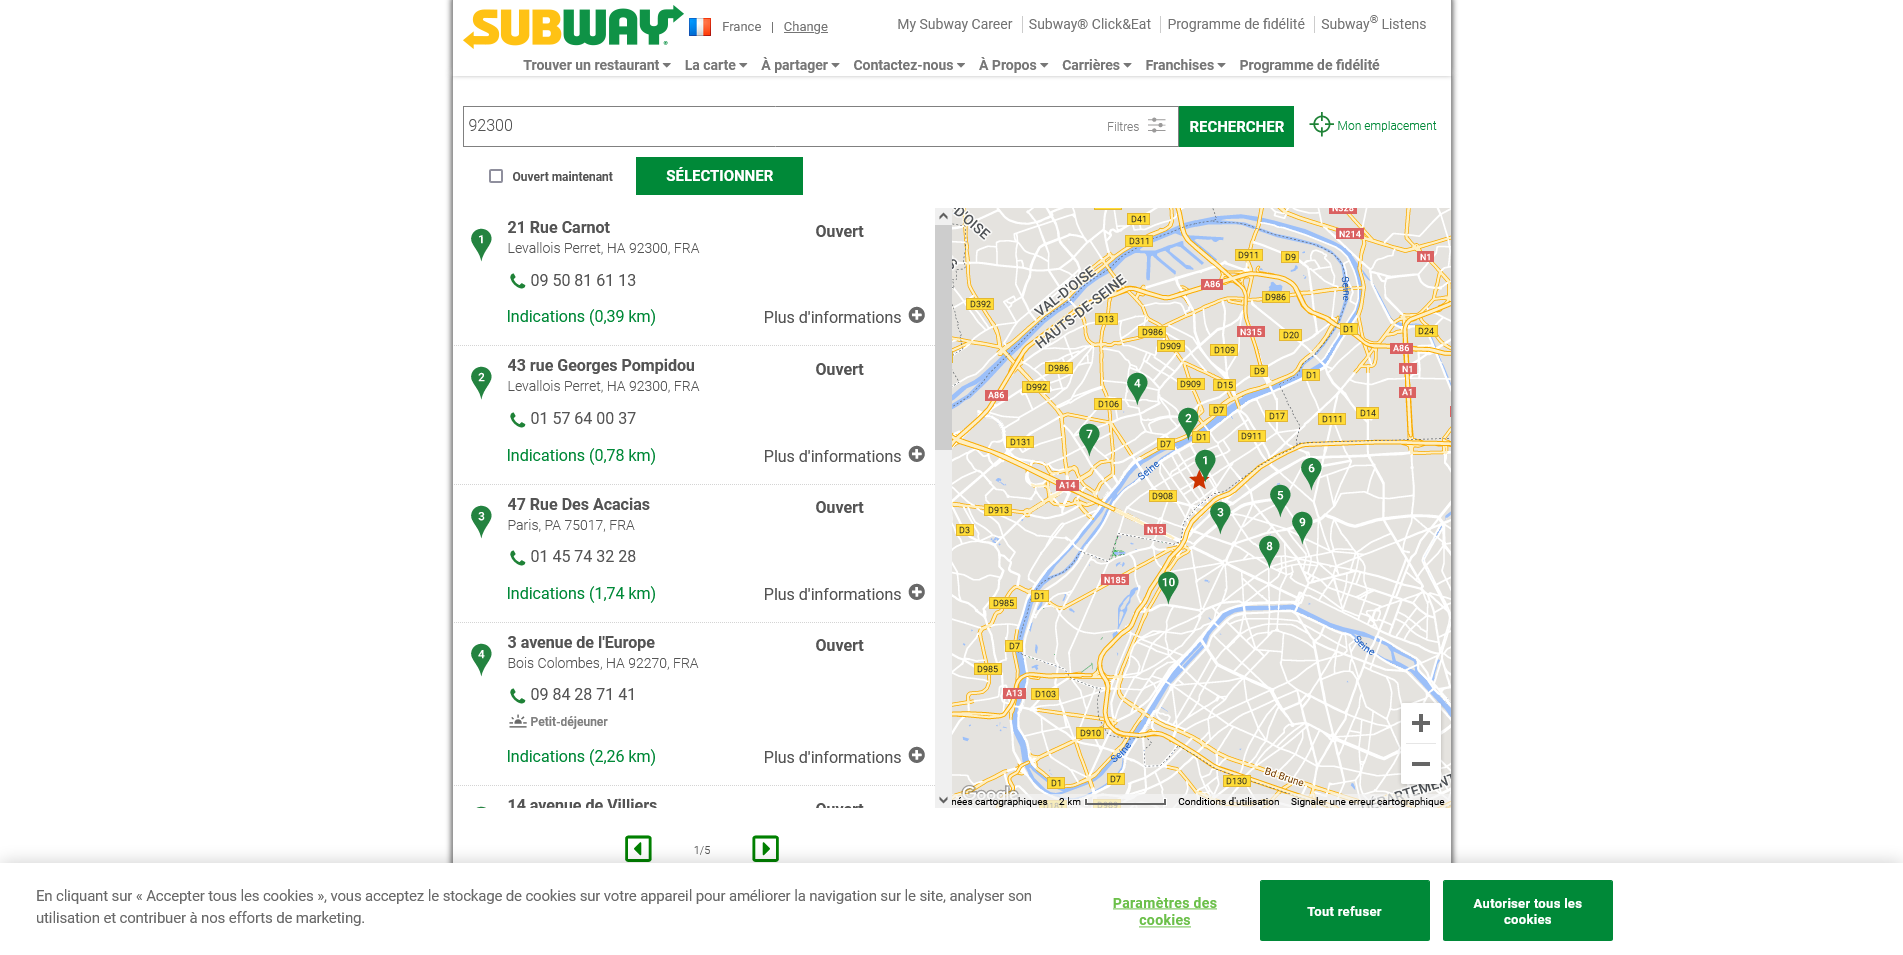 SUBWAY
France | Change
My Subway Career
Subway® Click&Eat
Programme de fidélité
Subway® Listens
Trouver un restaurant
La carte
À partager
Contactez-nous
À Propos
Carrières
Franchises
Programme de fidélité
92300
Filtres
RECHERCHER
Mon emplacement
Ouvert maintenant
SÉLECTIONNER
1
21 Rue Carnot
Ouvert
Levallois Perret, HA 92300, FRA
09 50 81 61 13
Indications (0,39 km)
Plus d'informations
2
43 rue Georges Pompidou
Ouvert
Levallois Perret, HA 92300, FRA
01 57 64 00 37
Indications (0,78 km)
Plus d'informations
3
47 Rue Des Acacias
Ouvert
Paris, PA 75017, FRA
01 45 74 32 28
Indications (1,74 km)
Plus d'informations
4
3 avenue de l'Europe
Ouvert
Bois Colombes, HA 92270, FRA
09 84 28 71 41
Petit-déjeuner
Indications (2,26 km)
Plus d'informations
14 avenue de Villiers
Ouvert
1/5
D'OISE
D41
N328
D311
N214
D911
D9
N1
VAL-D'OISE
HAUTS-DE-SEINE
A86
Seine
D392
D986
D13
D986
N315
D20
D1
D24
D909
D109
A86
D986
D9
D1
N1
D992
4
D909
D15
A86
A1
D106
2
D7
D17
D111
D14
7
D131
D7
D1
D911
1
Seine
6
A14
D908
5
D913
3
9
D3
N13
8
N185
10
D985
D1
D7
Seine
D985
A13
D103
D910
Seine
D1
D7
Bd Brune
D130
Google
nées cartographiques
2 km
Conditions d'utilisation
Signaler une erreur cartographique
En cliquant sur « Accepter tous les cookies », vous acceptez le stockage de cookies sur votre appareil pour améliorer la navigation sur le site, analyser son
utilisation et contribuer à nos efforts de marketing.
Paramètres des
cookies
Tout refuser
Autoriser tous les
cookies